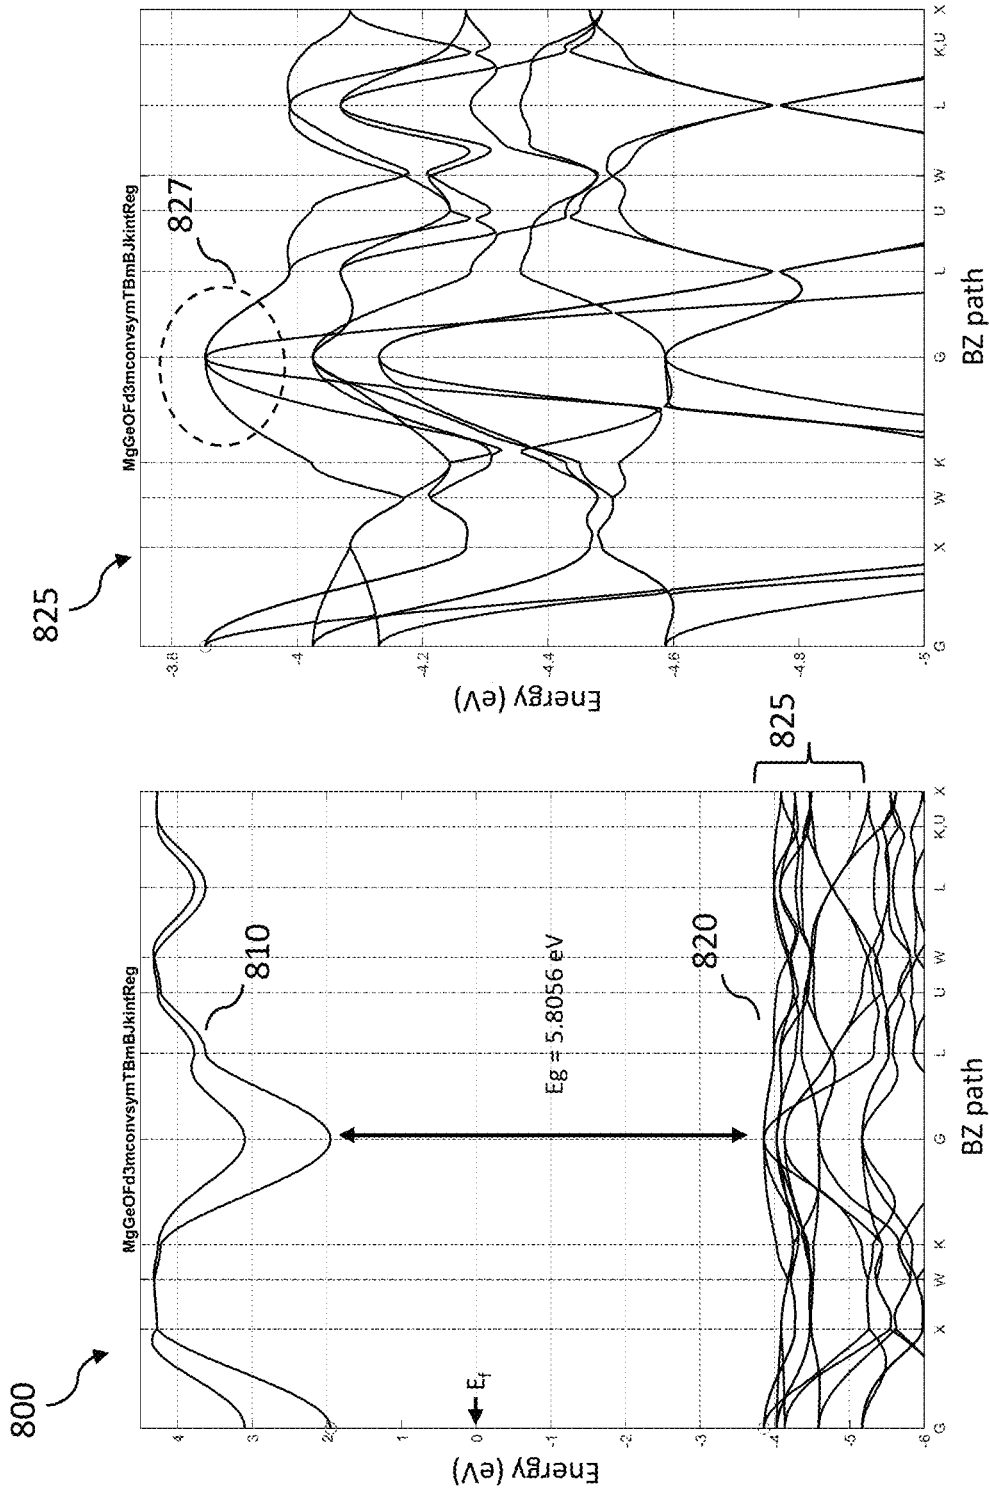 800
MgGeOFd3mconvsymTBmBJkintReg
810
Eg = 5.8056 eV
820
825
Ef
Energy (eV)
4
3
2
1
0
-1
-2
-3
-4
-5
-6
G
X
W
K
G
L
U
W
L
K,U
X
BZ path
825
MgGeOFd3mconvsymTBmBJkintReg
827
Energy (eV)
-3.8
-4
-4.2
-4.4
-4.6
-4.8
-5
G
X
W
K
G
L
U
W
L
K,U
X
BZ path